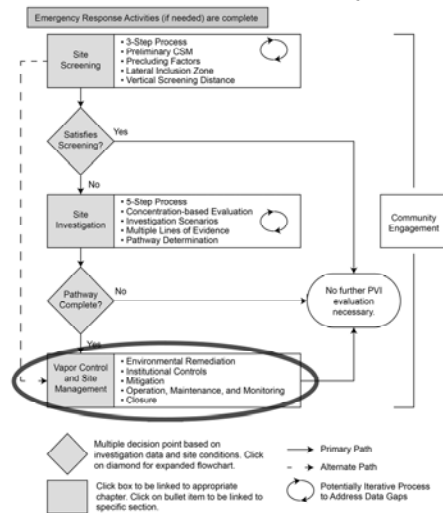 Emergency Response Activities (if needed) are complete
Site
Screening
• 3-Step Process
• Preliminary CSM
• Precluding Factors
• Lateral Inclusion Zone
• Vertical Screening Distance
Satisfies
Screening?
Yes
No
Site
Investigation
• 5-Step Process
• Concentration-based Evaluation
• Investigation Scenarios
• Multiple Lines of Evidence
• Pathway Determination
Community
Engagement
Pathway
Complete?
No
No further PVI
evaluation
necessary.
Yes
Vapor Control
and Site
Management
• Environmental Remediation
• Institutional Controls
• Mitigation
• Operation, Maintenance, and Monitoring
• Closure
Multiple decision point based on
investigation data and site conditions. Click
on diamond for expanded flowchart.
Click box to be linked to appropriate
chapter. Click on bullet item to be linked to
specific section.
Primary Path
Alternate Path
Potentially Iterative Process
to Address Data Gaps